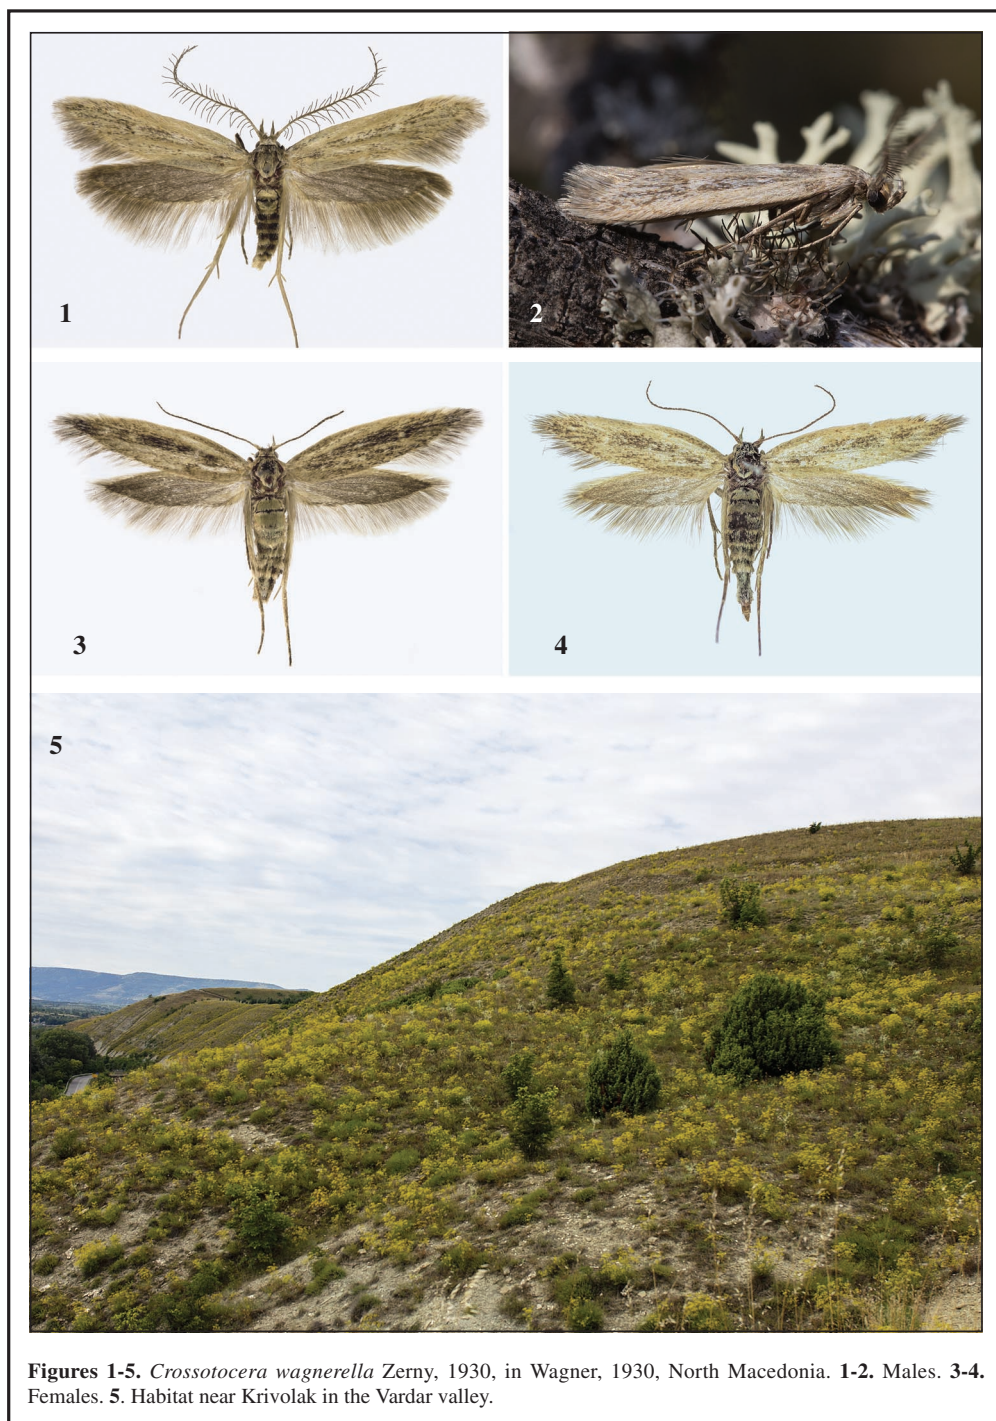 1
2
3
4
5
Figures 1-5. Crossotocera wagnerella Zerny, 1930, in Wagner, 1930, North Macedonia. 1-2. Males. 3-4.
Females. 5. Habitat near Krivolak in the Vardar valley.